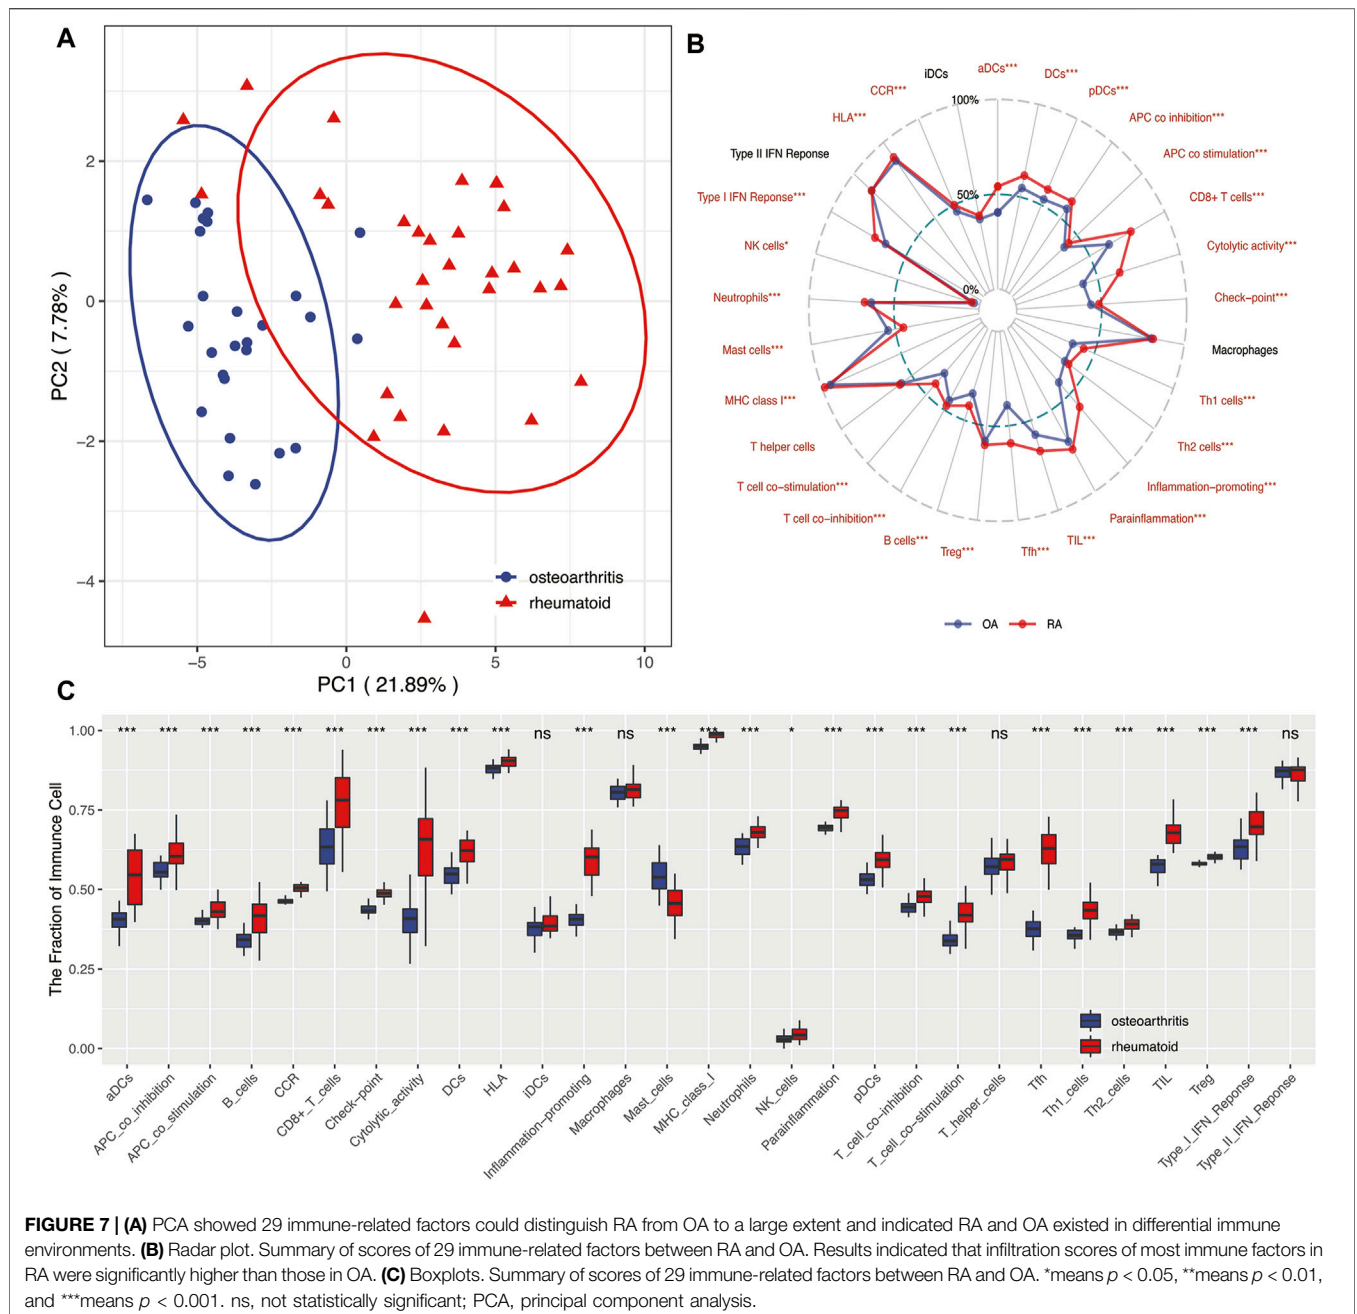 A
2
0
−2
−4
PC2 ( 7.78% )
−5
0
5
10
PC1 ( 21.89% )
osteoarthritis
rheumatoid
B
aDCs***
DCs***
pDCs***
APC co inhibition***
APC co stimulation***
CD8+ T cells***
Cytolytic activity***
Check−point***
Macrophages
Th1 cells***
Th2 cells***
Inflammation−promoting***
Parainflammation***
TIL***
Tfh***
Treg***
B cells***
T cell co−inhibition***
T cell co−stimulation***
T helper cells
MHC class I***
Mast cells***
Neutrophils***
NK cells*
Type I IFN Reponse***
Type II IFN Reponse
HLA***
CCR***
iDCs
100%
50%
0%
OA RA
C
The Fraction of Immunce Cell
1.00
0.75
0.50
0.25
0.00
*** *** *** *** *** *** *** *** *** *** ns *** ns *** *** *** * *** *** *** *** ns *** *** *** *** *** *** ns
osteoarthritis
rheumatoid
aDCs
APC_co_inhibition
APC_co_stimulation
B_cells
CCR
CD8+_T_cells
Check−point
Cytolytic_activity
DCs
HLA
iDCs
Inflammation−promoting
Macrophages
Mast_cells
MHC_class_I
Neutrophils
NK_cells
Parainflammation
pDCs
T_cell_co−inhibition
T_cell_co−stimulation
T_helper_cells
Tfh
Th1_cells
Th2_cells
TIL
Treg
Type_I_IFN_Reponse
Type_II_IFN_Reponse
FIGURE 7 | (A) PCA showed 29 immune-related factors could distinguish RA from OA to a large extent and indicated RA and OA existed in differential immune
environments. (B) Radar plot. Summary of scores of 29 immune-related factors between RA and OA. Results indicated that infiltration scores of most immune factors in
RA were significantly higher than those in OA. (C) Boxplots. Summary of scores of 29 immune-related factors between RA and OA. *means p < 0.05, **means p < 0.01,
and ***means p < 0.001. ns, not statistically significant; PCA, principal component analysis.